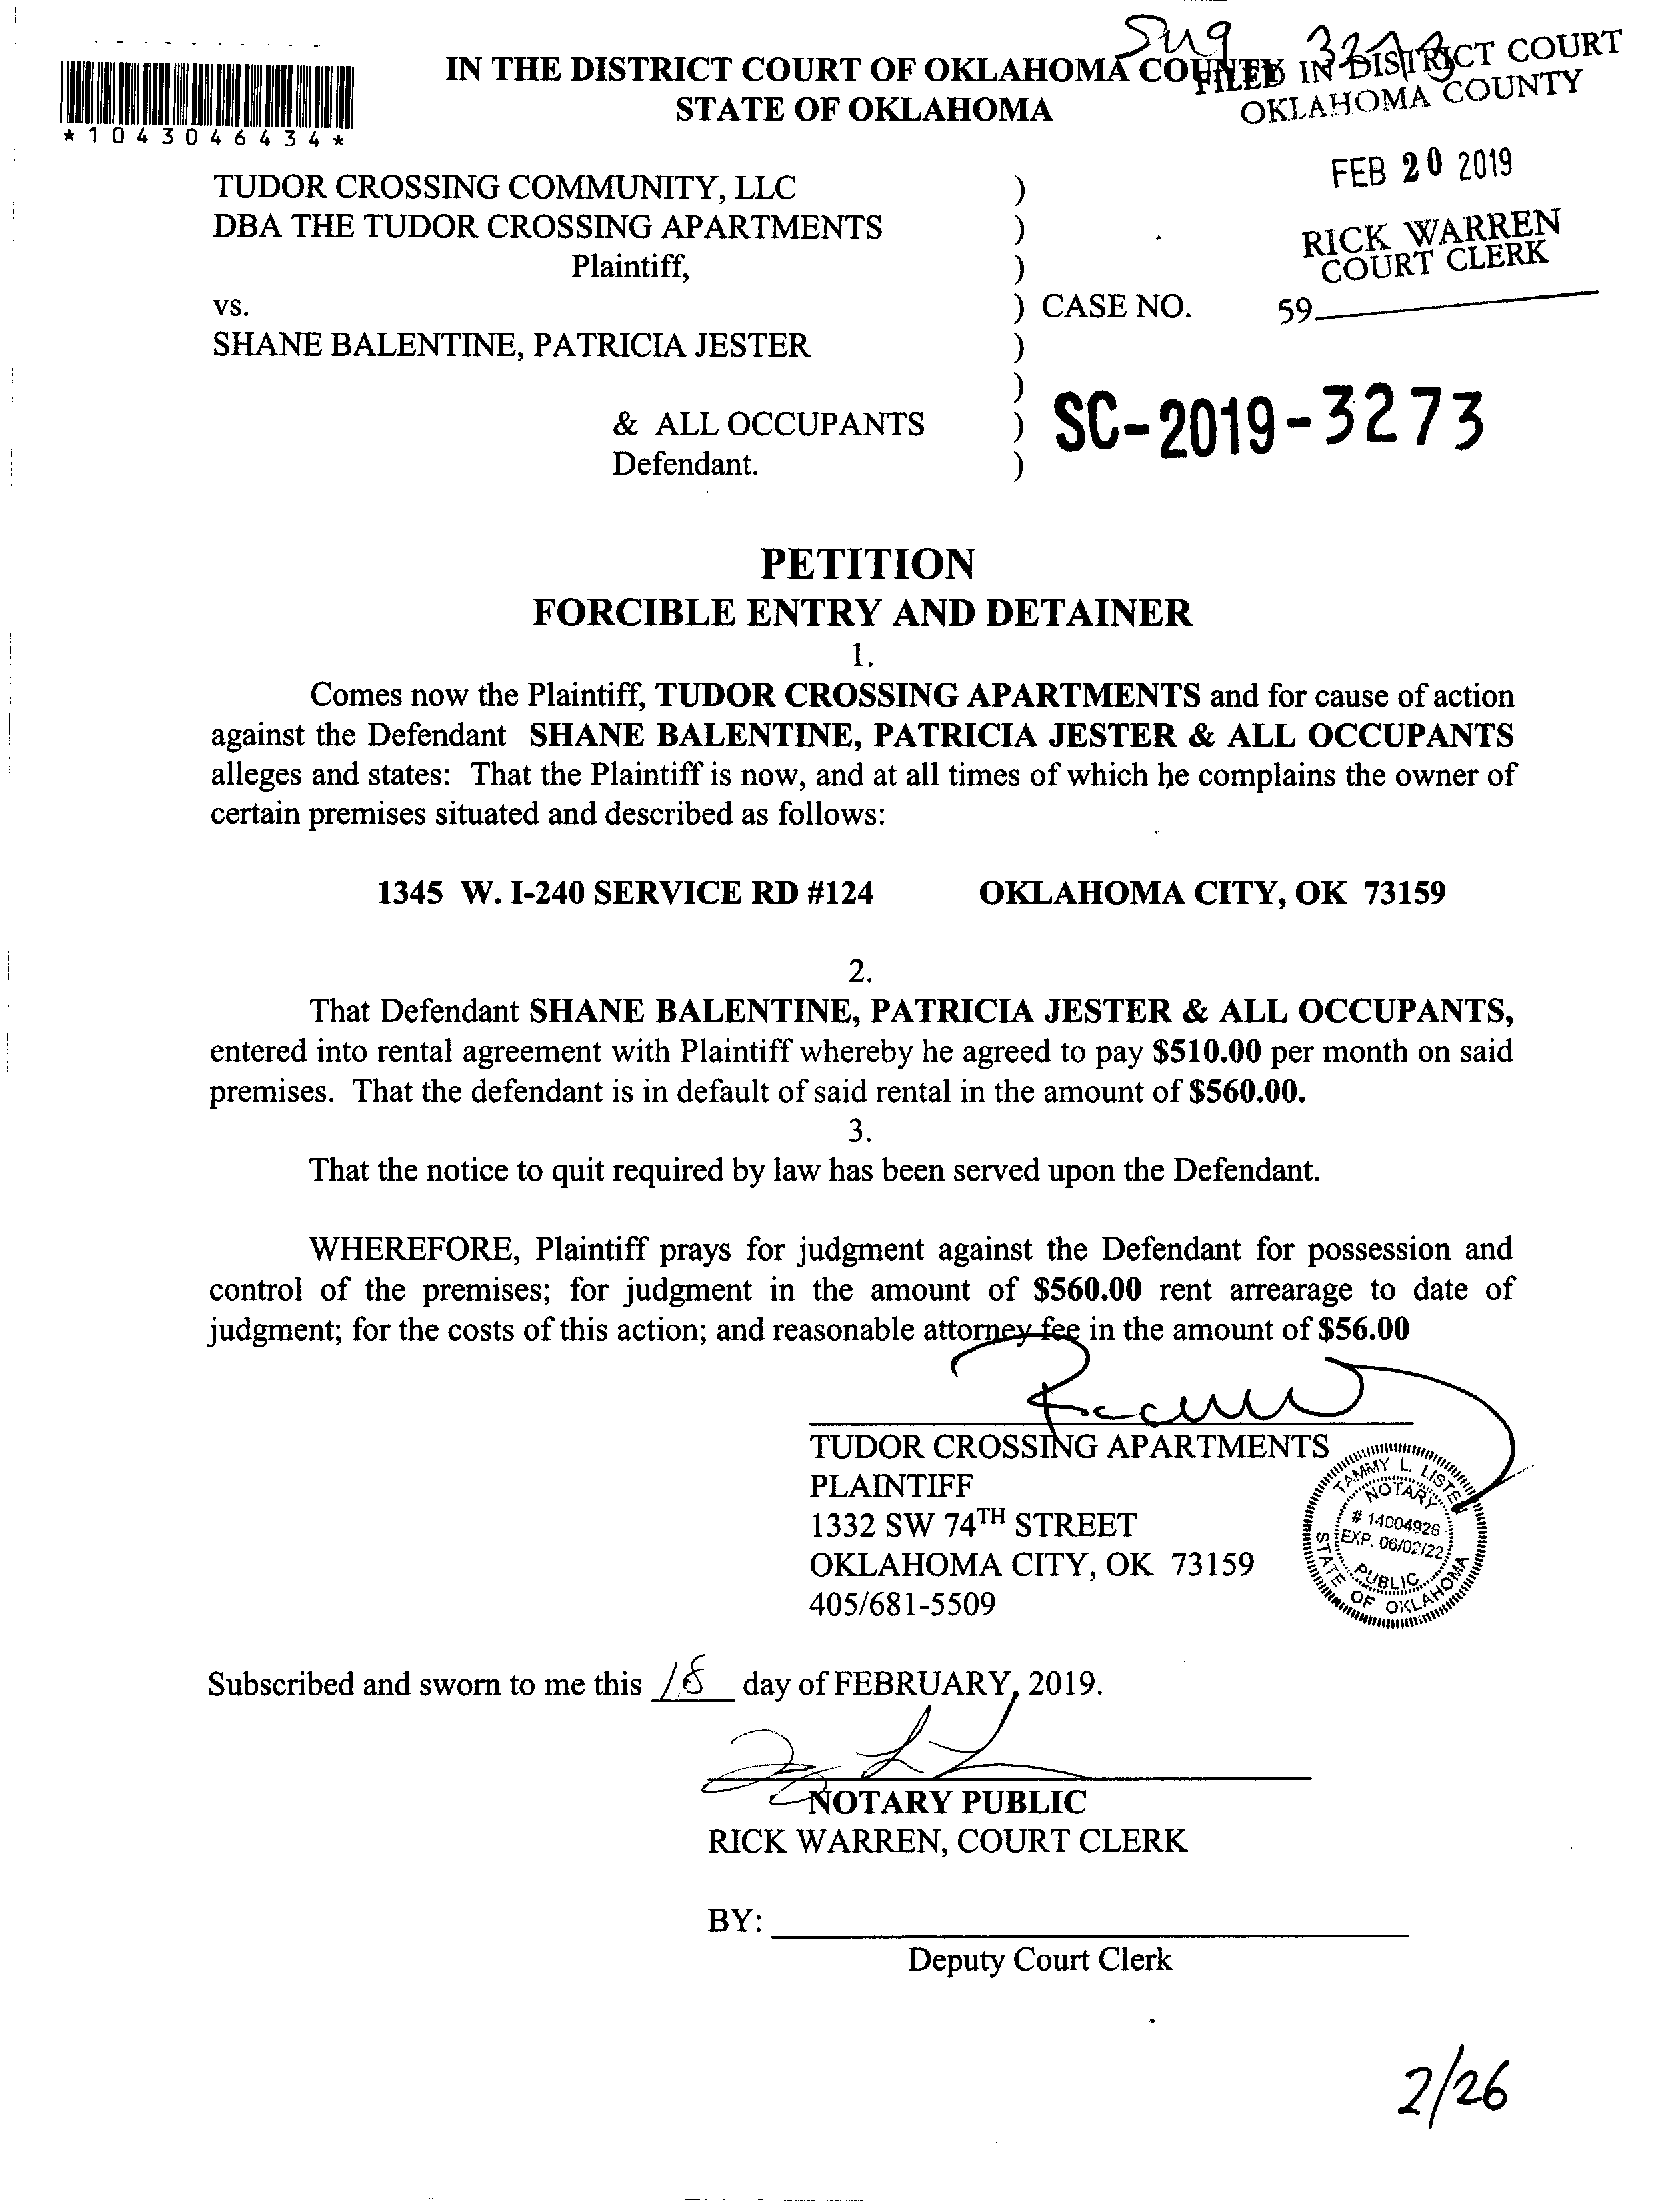 IN THE DISTRICT COURT OF OKLAHOMA COUNTY
STATE OF OKLAHOMA
FILED IN DISTRICT COURT
OKLAHOMA COUNTY
FEB 20 2019
RICK WARREN
COURT CLERK
59
*1043046434*
TUDOR CROSSING COMMUNITY, LLC )
DBA THE TUDOR CROSSING APARTMENTS )
Plaintiff, )
vs. ) CASE NO.
SHANE BALENTINE, PATRICIA JESTER )
)
& ALL OCCUPANTS ) SC-2019-3273
Defendant. )
PETITION
FORCIBLE ENTRY AND DETAINER
1.
Comes now the Plaintiff, TUDOR CROSSING APARTMENTS and for cause of action
against the Defendant SHANE BALENTINE, PATRICIA JESTER & ALL OCCUPANTS
alleges and states: That the Plaintiff is now, and at all times of which he complains the owner of
certain premises situated and described as follows:
1345 W. I-240 SERVICE RD #124 OKLAHOMA CITY, OK 73159
2.
That Defendant SHANE BALENTINE, PATRICIA JESTER & ALL OCCUPANTS,
entered into rental agreement with Plaintiff whereby he agreed to pay $510.00 per month on said
premises. That the defendant is in default of said rental in the amount of $560.00.
3.
That the notice to quit required by law has been served upon the Defendant.
WHEREFORE, Plaintiff prays for judgment against the Defendant for possession and
control of the premises; for judgment in the amount of $560.00 rent arrearage to date of
judgment; for the costs of this action; and reasonable attorney fee in the amount of $56.00
TUDOR CROSSING APARTMENTS
PLAINTIFF
1332 SW 74TH STREET
OKLAHOMA CITY, OK 73159
405/681-5509
TAMMY L. LISTER
NOTARY
# 14004926
EXP. 06/02/22
PUBLIC
STATE OF OKLAHOMA
Subscribed and sworn to me this 18 day of FEBRUARY, 2019.
NOTARY PUBLIC
RICK WARREN, COURT CLERK
BY:
Deputy Court Clerk
2/26